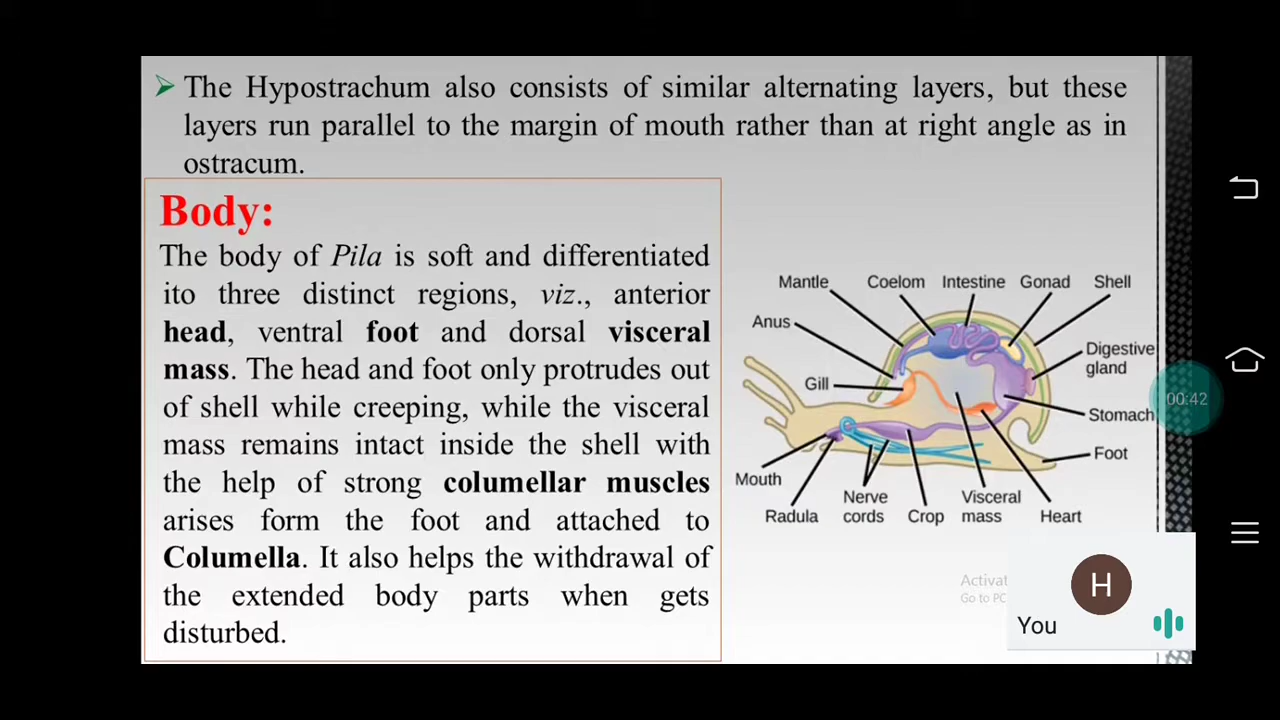 The Hypostrachum also consists of similar alternating layers, but these
layers run parallel to the margin of mouth rather than at right angle as in
ostracum.
Body:
The body of Pila is soft and differentiated
ito three distinct regions, viz., anterior
head, ventral foot and dorsal visceral
mass. The head and foot only protrudes out
of shell while creeping, while the visceral
mass remains intact inside the shell with
the help of strong columellar muscles
arises form the foot and attached to
Columella. It also helps the withdrawal of
the extended body parts when gets
disturbed.
Mantle Coelom Intestine Gonad Shell
Anus
Digestive
gland
Gill
Stomach
Foot
Mouth
Radula
Nerve
cords
Crop
Visceral
mass
Heart
00:42
Activat
Go to PC
H
You